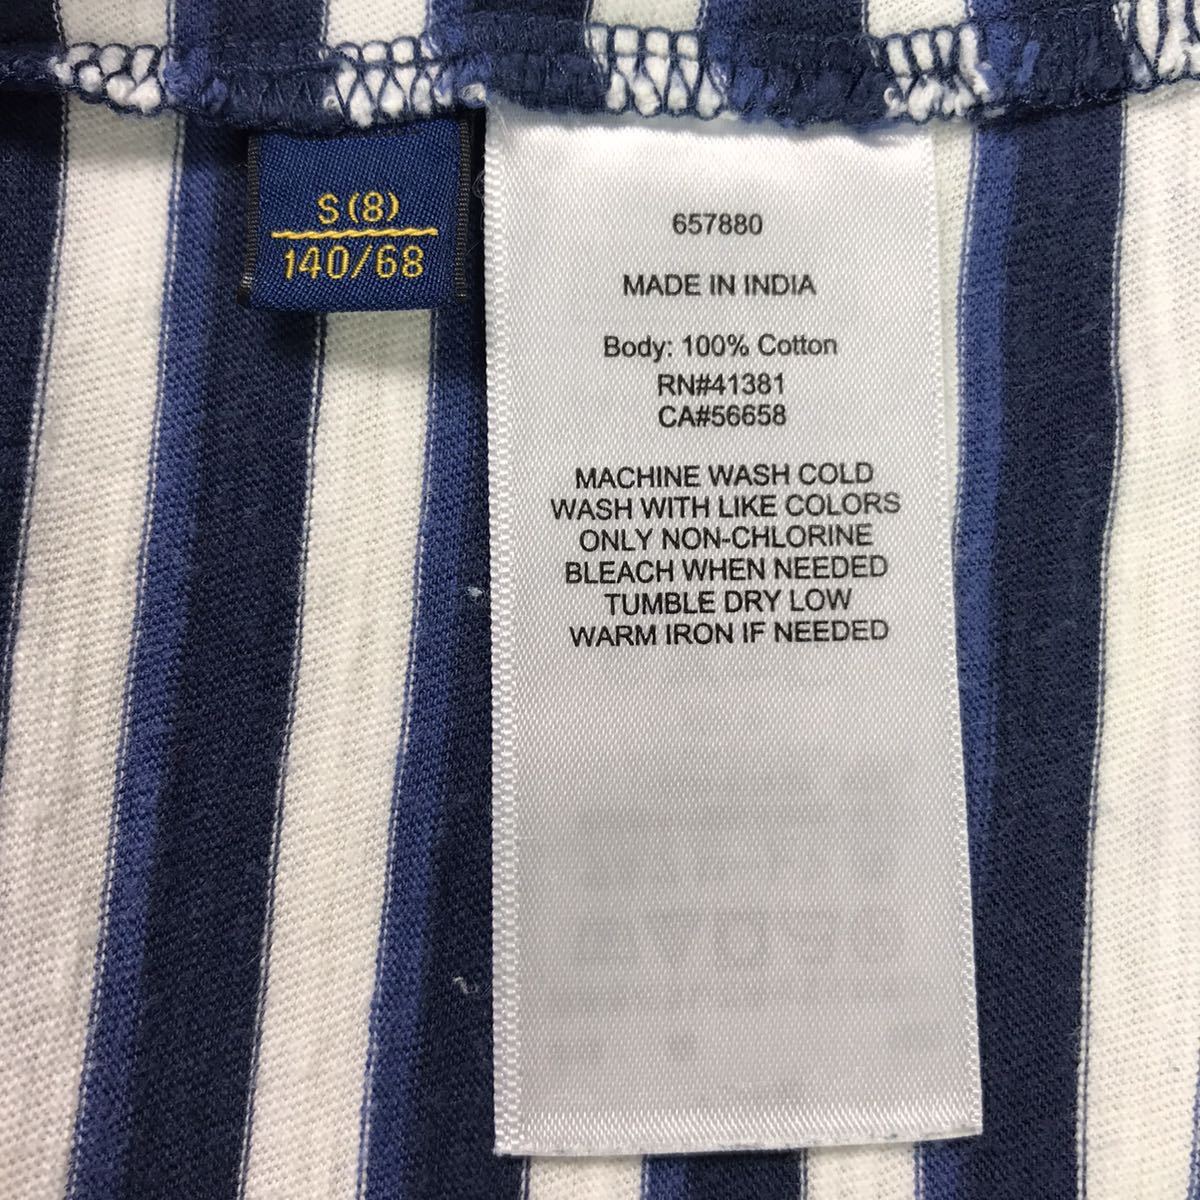 S (8)
140/68
657880
MADE IN INDIA
Body: 100% Cotton
RN#41381
CA#56658
MACHINE WASH COLD
WASH WITH LIKE COLORS
ONLY NON-CHLORINE
BLEACH WHEN NEEDED
TUMBLE DRY LOW
WARM IRON IF NEEDED